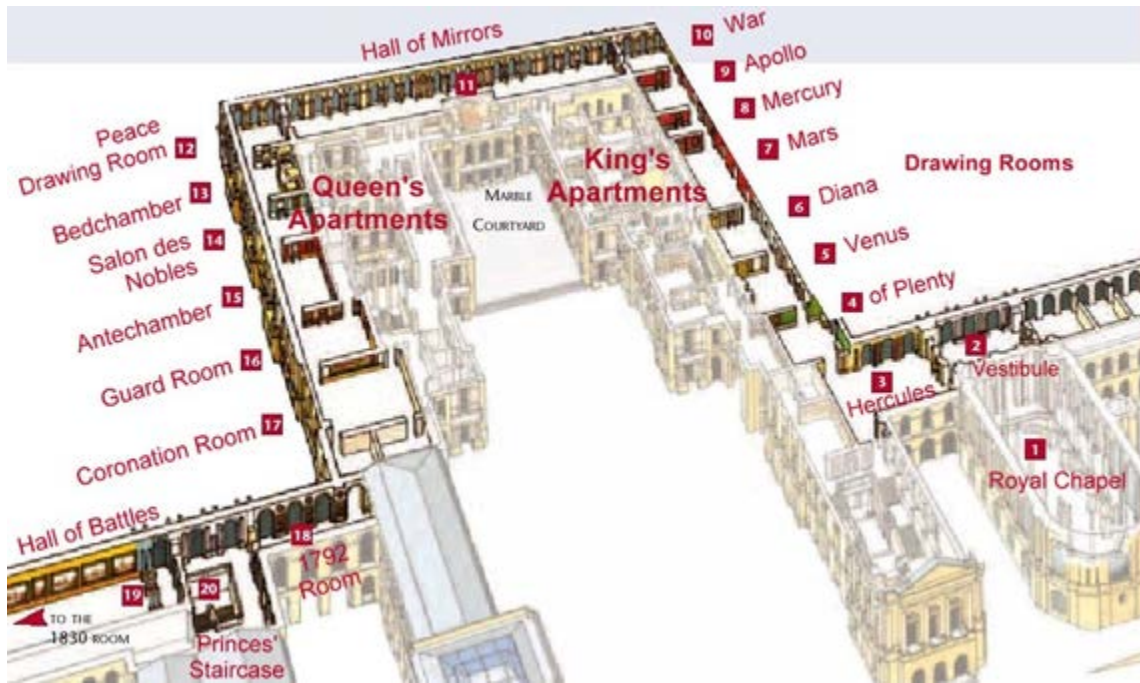 Hall of Mirrors
11
10 War
9 Apollo
8 Mercury
7 Mars
Drawing Rooms
6 Diana
5 Venus
4 of Plenty
2
Vestibule
3
Hercules
1
Royal Chapel
King's
Apartments
MARBLE
COURTYARD
Queen's
Apartments
Peace
Drawing Room 12
Bedchamber 13
Salon des 14
Nobles
Antechamber 15
Guard Room 16
Coronation Room 17
Hall of Battles
18
1792
Room
19
20
TO THE
1830 ROOM
Princes'
Staircase